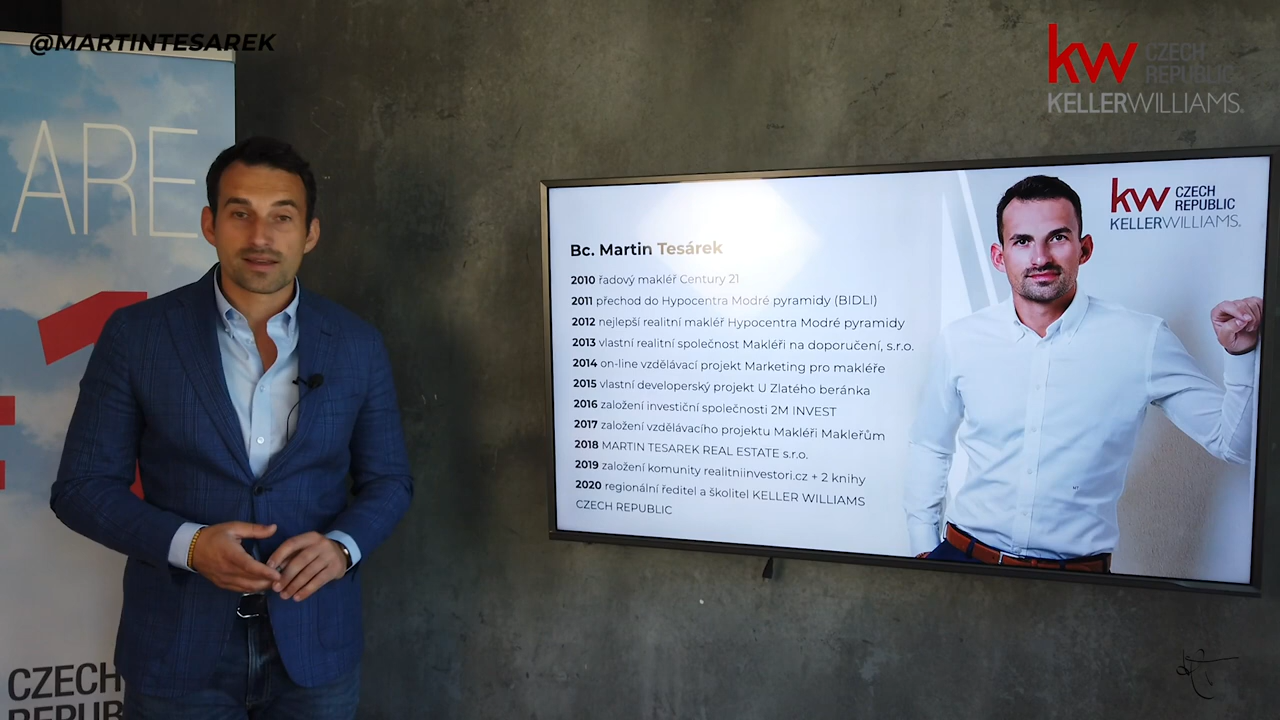 @MARTINTESAREK
kw CZECH
REPUBLIC
KELLERWILLIAMS.
ARE
1
CZECH
REPUB
Bc. Martin Tesárek
2010 řadový makléř Century 21
2011 přechod do Hypocentra Modré pyramidy (BIDLI)
2012 nejlepší realitní makléř Hypocentra Modré pyramidy
2013 vlastní realitní společnost Makléři na doporučení, s.r.o.
2014 on-line vzdělávací projekt Marketing pro makléře
2015 vlastní developerský projekt U Zlatého beránka
2016 založení investiční společnosti 2M INVEST
2017 založení vzdělávacího projektu Makléři Makleřům
2018 MARTIN TESAREK REAL ESTATE s.r.o.
2019 založení komunity realitniinvestori.cz + 2 knihy
2020 regionální ředitel a školitel KELLER WILLIAMS
CZECH REPUBLIC
kw CZECH
REPUBLIC
KELLERWILLIAMS.